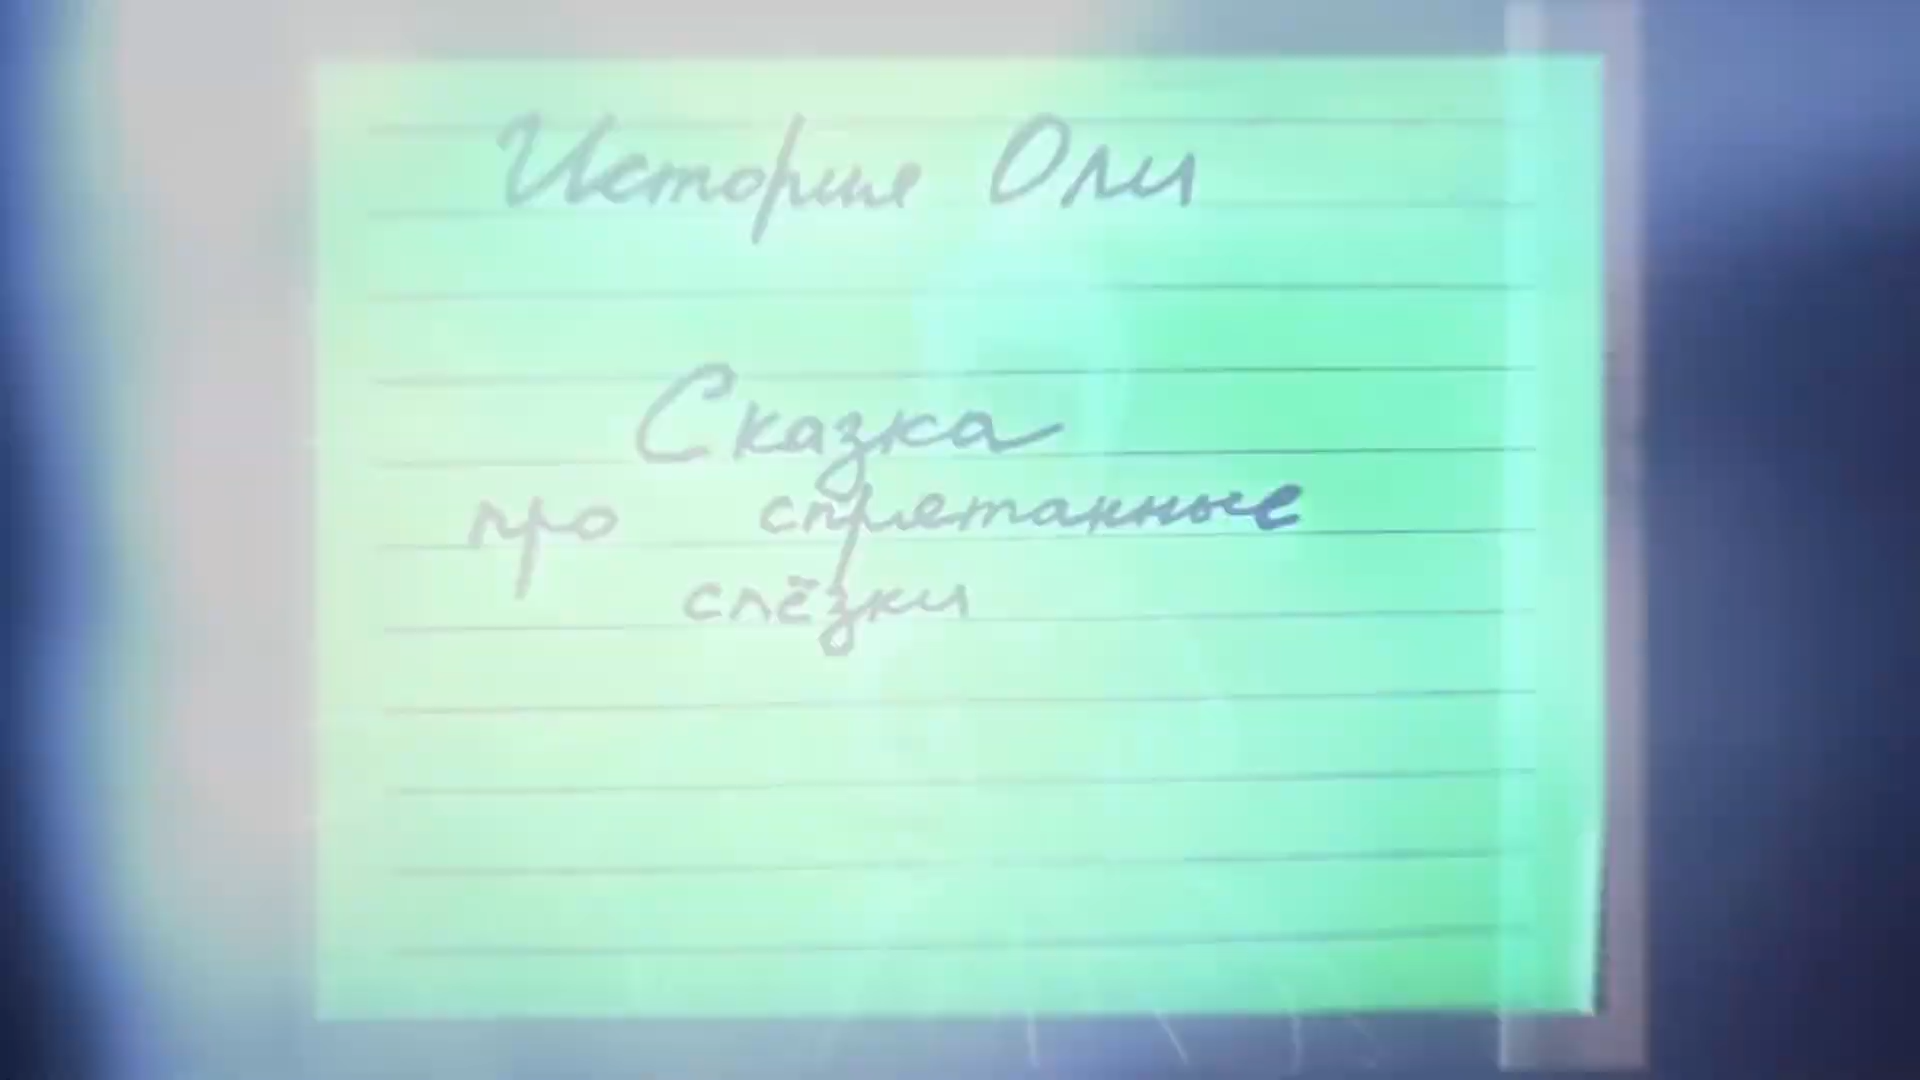 История Оли
Сказка
про спрятанные
слёзки